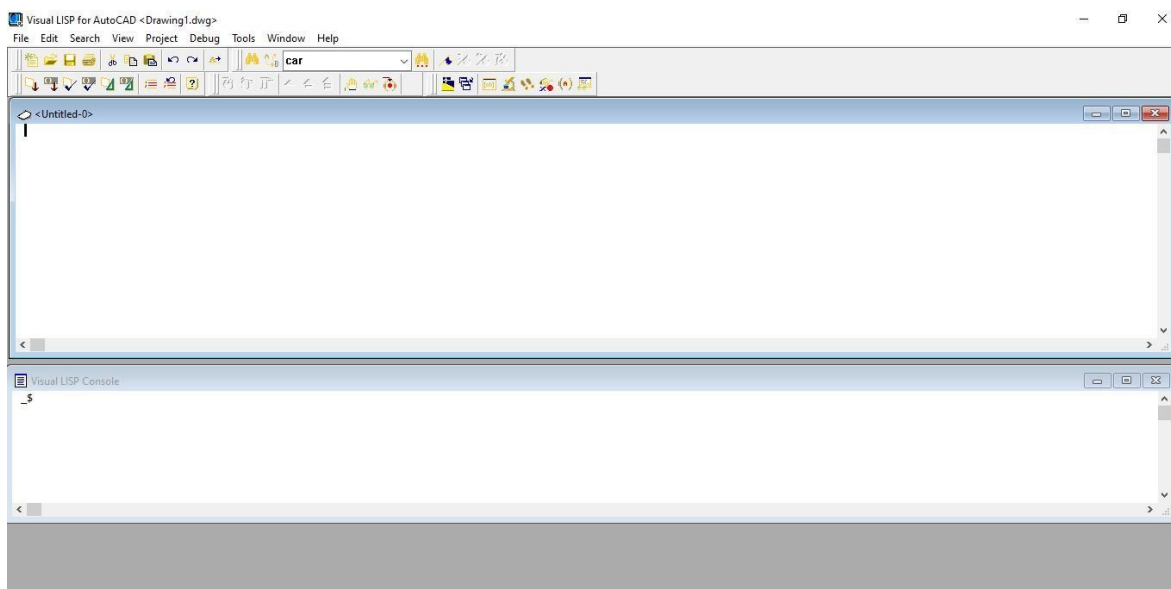 Visual LISP for AutoCAD <Drawing1.dwg>
File Edit Search View Project Debug Tools Window Help
car
<Untitled-0>
Visual LISP Console
_$